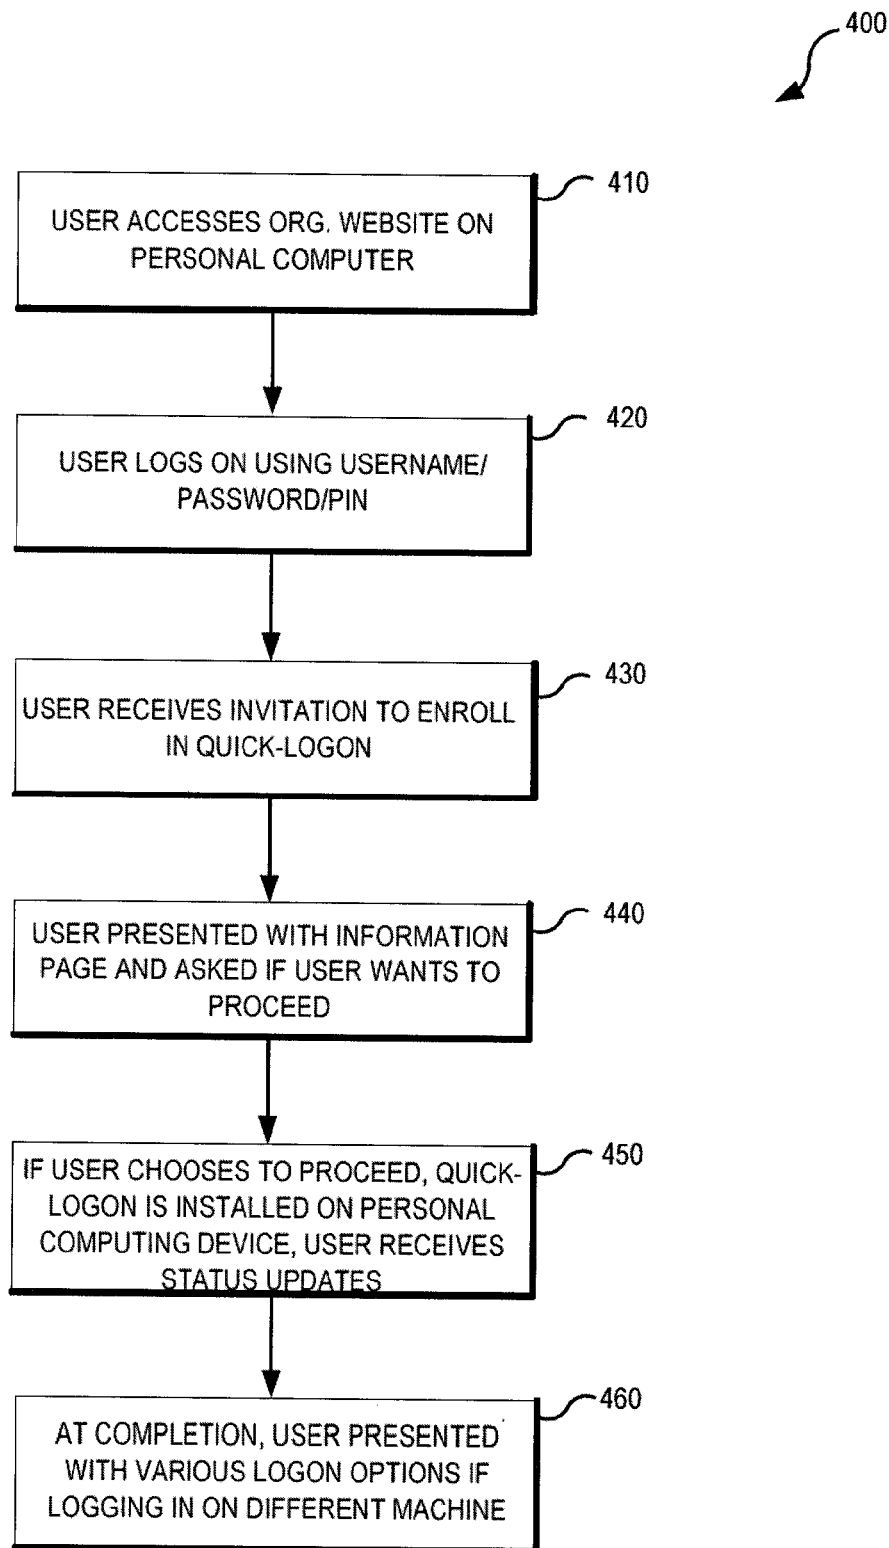 400
410
USER ACCESSES ORG. WEBSITE ON
PERSONAL COMPUTER
420
USER LOGS ON USING USERNAME/
PASSWORD/PIN
430
USER RECEIVES INVITATION TO ENROLL
IN QUICK-LOGON
440
USER PRESENTED WITH INFORMATION
PAGE AND ASKED IF USER WANTS TO
PROCEED
450
IF USER CHOOSES TO PROCEED, QUICK-
LOGON IS INSTALLED ON PERSONAL
COMPUTING DEVICE, USER RECEIVES
STATUS UPDATES
460
AT COMPLETION, USER PRESENTED
WITH VARIOUS LOGON OPTIONS IF
LOGGING IN ON DIFFERENT MACHINE